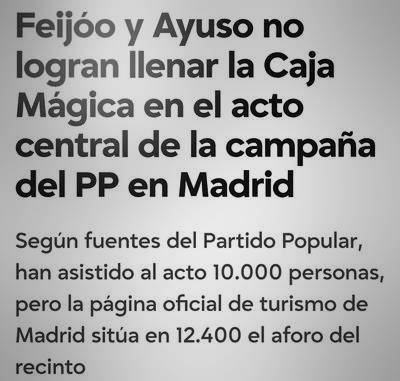 Feijóo y Ayuso no
logran llenar la Caja
Mágica en el acto
central de la campaña
del PP en Madrid
Según fuentes del Partido Popular,
han asistido al acto 10.000 personas,
pero la página oficial de turismo de
Madrid sitúa en 12.400 el aforo del
recinto